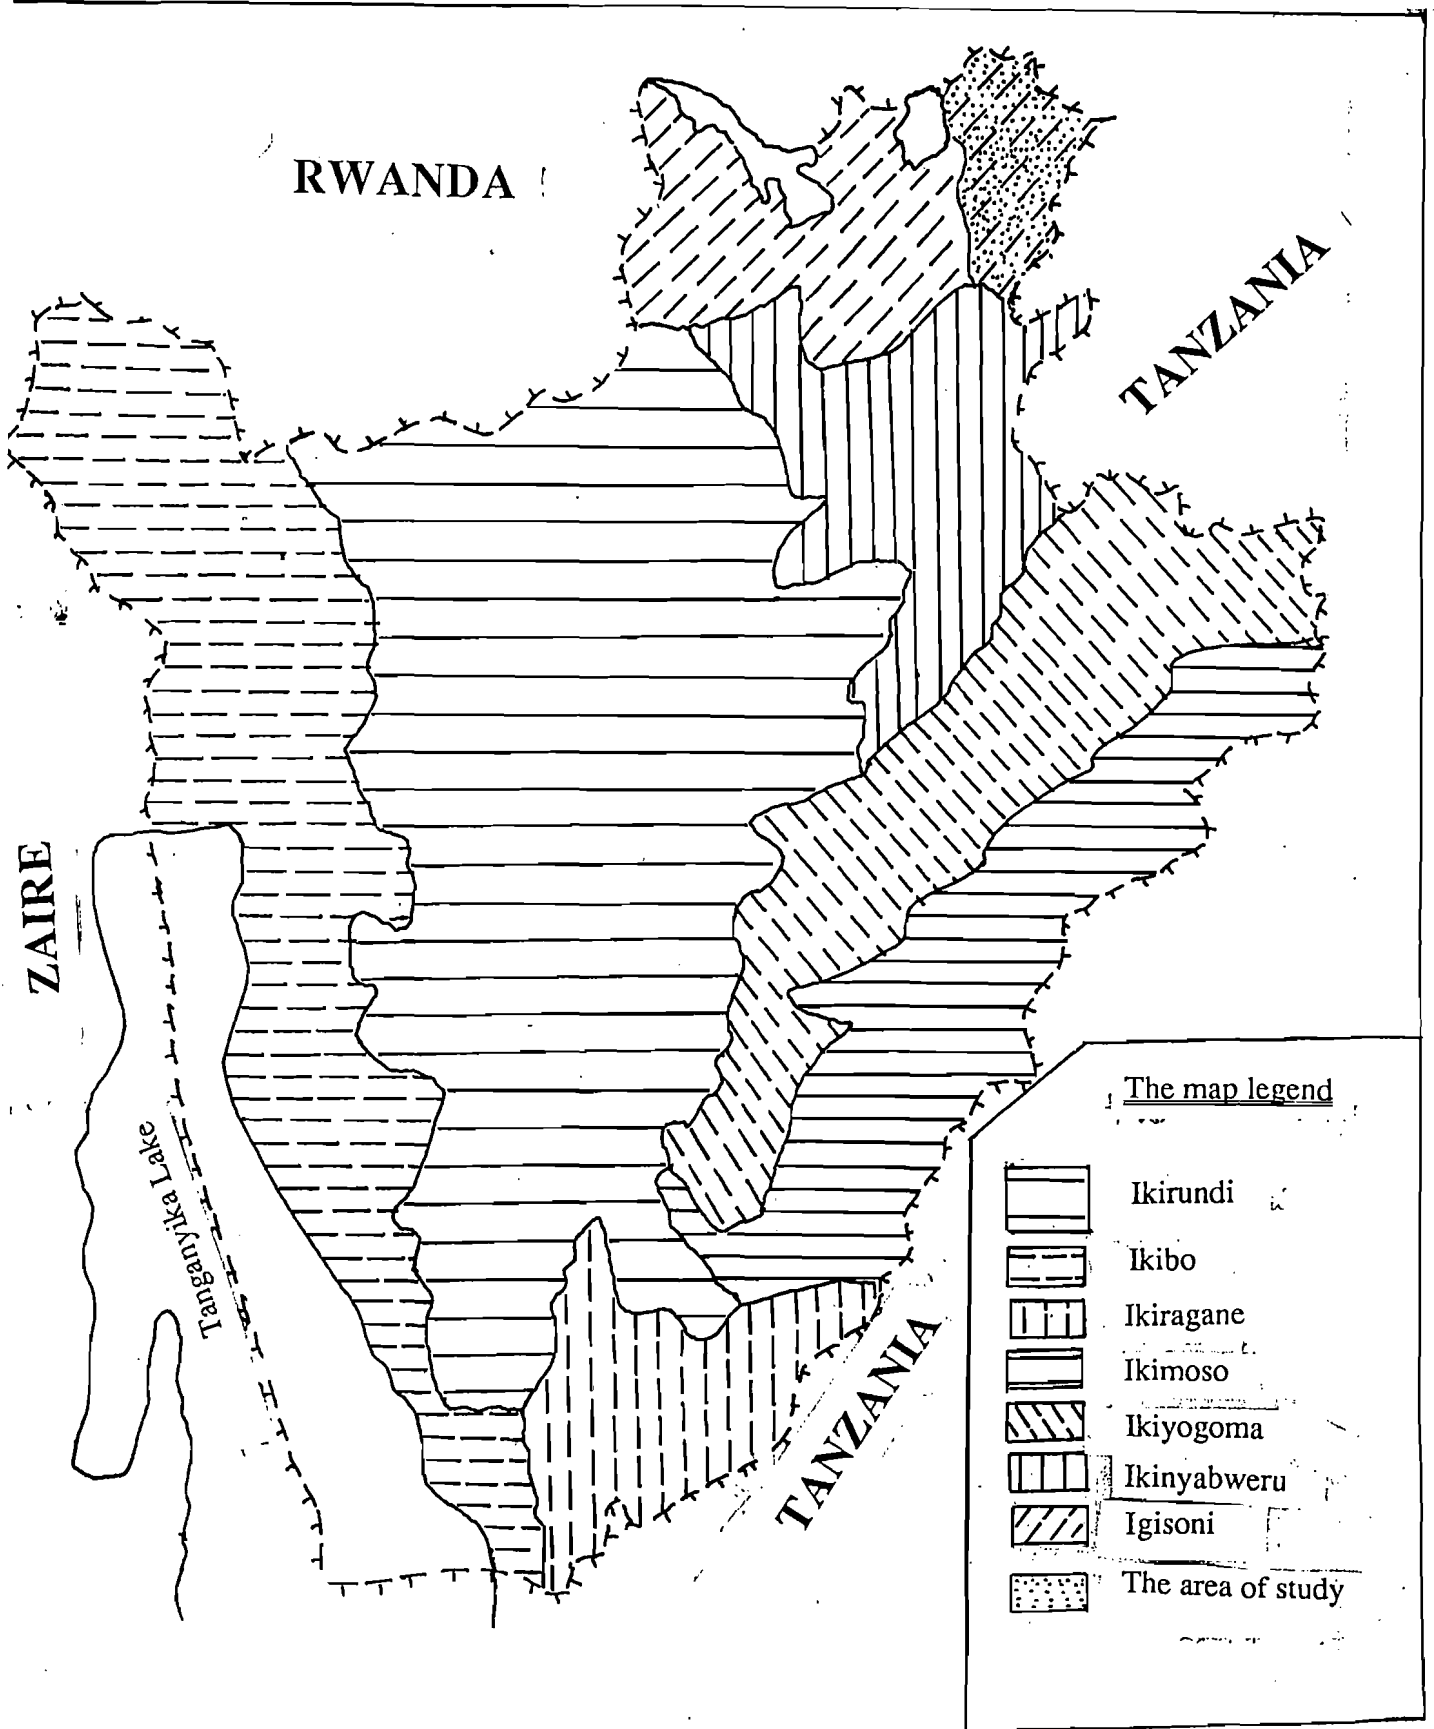 RWANDA
TANZANIA
ZAIRE
Tanganyika Lake
TANZANIA
The map legend
Ikirundi
Ikibo
Ikiragane
Ikimoso
Ikiyogoma
Ikinyabweru
Igisoni
The area of study